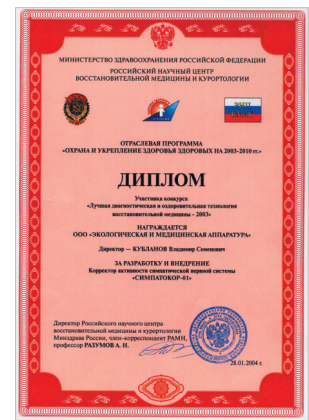 МИНИСТЕРСТВО ЗДРАВООХРАНЕНИЯ РОССИЙСКОЙ ФЕДЕРАЦИИ
РОССИЙСКИЙ НАУЧНЫЙ ЦЕНТР
ВОССТАНОВИТЕЛЬНОЙ МЕДИЦИНЫ И КУРОРТОЛОГИИ
ОТРАСЛЕВАЯ ПРОГРАММА
«ОХРАНА И УКРЕПЛЕНИЕ ЗДОРОВЬЯ ЗДОРОВЫХ НА 2003-2010 гг.»
ДИПЛОМ
Участника конкурса
«Лучшая диагностическая и оздоровительная технология
восстановительной медицины - 2003»
НАГРАЖДАЕТСЯ
ООО «ЭКОЛОГИЧЕСКАЯ И МЕДИЦИНСКАЯ АППАРАТУРА»
Директор — КУБЛАНОВ Владимир Семенович
ЗА РАЗРАБОТКУ И ВНЕДРЕНИЕ
Корректор активности симпатической нервной системы
«СИМПАТОКОР-01»
Директор Российского научного центра
восстановительной медицины и курортологии
Минздрава России, член-корреспондент РАМН,
профессор РАЗУМОВ А. Н.
28.01.2004 г.